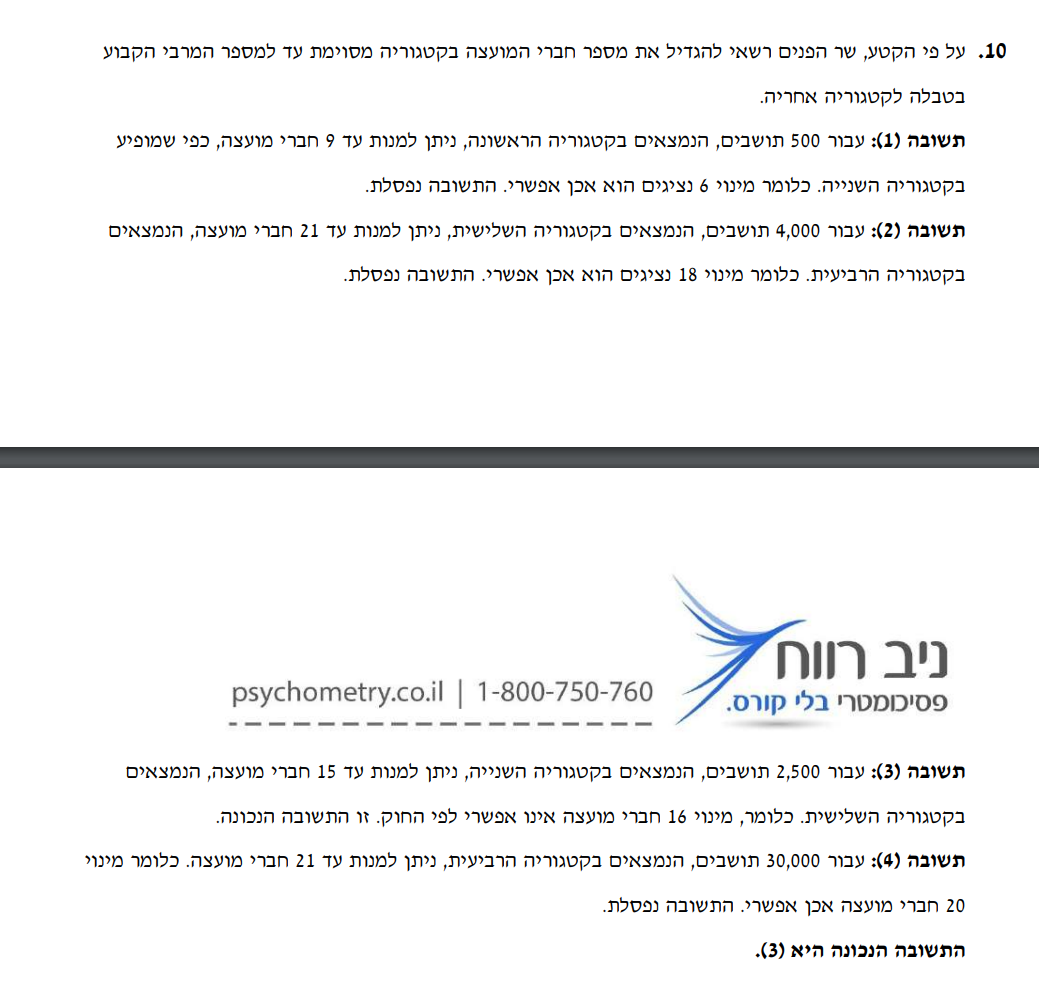 10. על פי הקטע, שר הפנים רשאי להגדיל את מספר חברי המועצה בקטגוריה מסוימת עד למספר המרבי הקבוע
בטבלה לקטגוריה אחריה.
תשובה (1): עבור 500 תושבים, הנמצאים בקטגוריה הראשונה, ניתן למנות עד 9 חברי מועצה, כפי שמופיע
בקטגוריה השנייה. כלומר מינוי 6 נציגים הוא אכן אפשרי. התשובה נפסלת.
תשובה (2): עבור 4,000 תושבים, הנמצאים בקטגוריה השלישית, ניתן למנות עד 21 חברי מועצה, הנמצאים
בקטגוריה הרביעית. כלומר מינוי 18 נציגים הוא אכן אפשרי. התשובה נפסלת.
ניב רווח
פסיכומטרי בלי קורס.
psychometry.co.il | 1-800-750-760
תשובה (3): עבור 2,500 תושבים, הנמצאים בקטגוריה השנייה, ניתן למנות עד 15 חברי מועצה, הנמצאים
בקטגוריה השלישית. כלומר, מינוי 16 חברי מועצה אינו אפשרי לפי החוק. זו התשובה הנכונה.
תשובה (4): עבור 30,000 תושבים, הנמצאים בקטגוריה הרביעית, ניתן למנות עד 21 חברי מועצה. כלומר מינוי
20 חברי מועצה אכן אפשרי. התשובה נפסלת.
התשובה הנכונה היא (3).